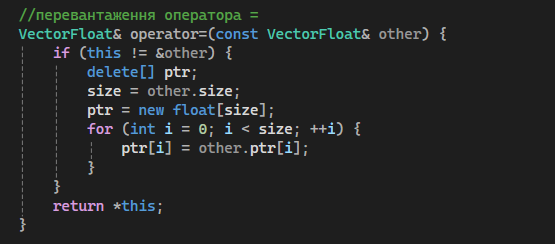 //перевантаження оператора =
VectorFloat& operator=(const VectorFloat& other) {
    if (this != &other) {
        delete[] ptr;
        size = other.size;
        ptr = new float[size];
        for (int i = 0; i < size; ++i) {
            ptr[i] = other.ptr[i];
        }
    }
    return *this;
}